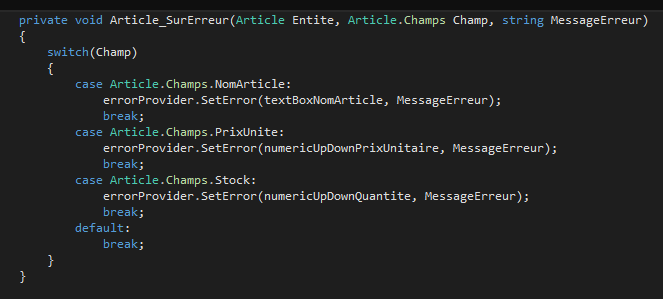 private void Article_SurErreur(Article Entite, Article.Champs Champ, string MessageErreur)
{
switch(Champ)
{
case Article.Champs.NomArticle:
errorProvider.SetError(textBoxNomArticle, MessageErreur);
break;
case Article.Champs.PrixUnite:
errorProvider.SetError(numericUpDownPrixUnitaire, MessageErreur);
break;
case Article.Champs.Stock:
errorProvider.SetError(numericUpDownQuantite, MessageErreur);
break;
default:
break;
}
}